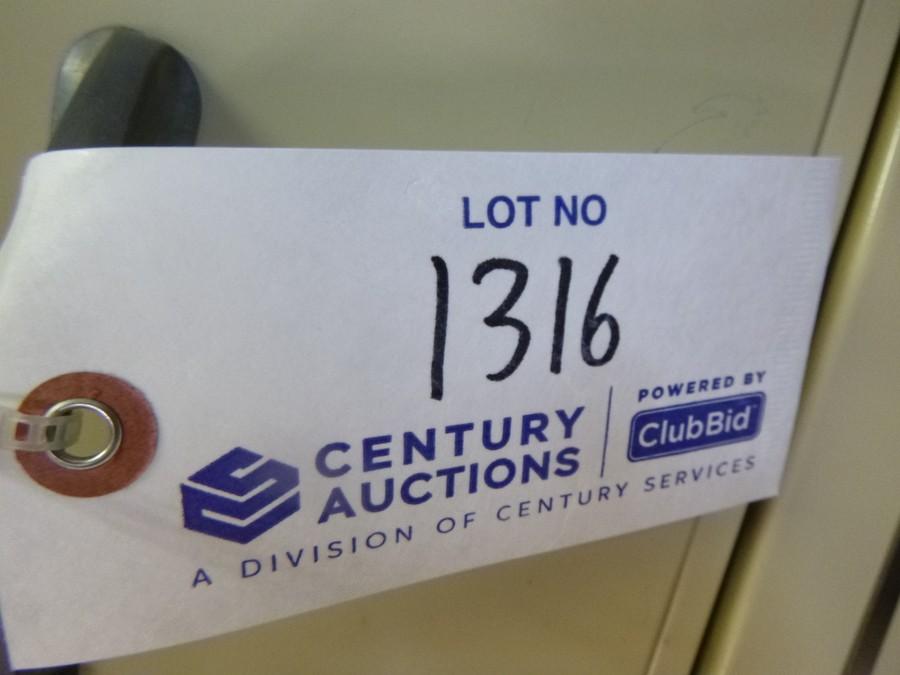 LOT NO
1316
CENTURY
AUCTIONS
POWERED BY
ClubBid
A DIVISION OF CENTURY SERVICES